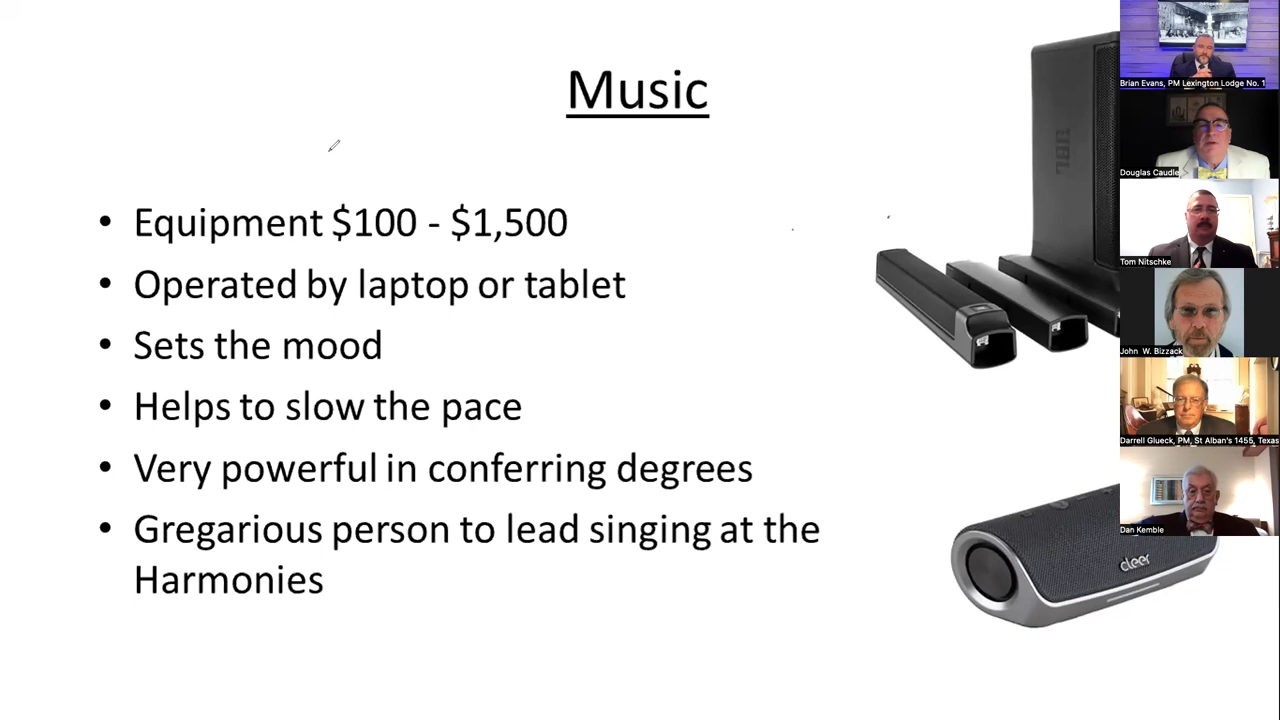 Music
• Equipment $100 - $1,500
• Operated by laptop or tablet
• Sets the mood
• Helps to slow the pace
• Very powerful in conferring degrees
• Gregarious person to lead singing at the
Harmonies
JBL
cleer
Brian Evans, PM Lexington Lodge No. 1
Douglas Caudle
Tom Nitschke
John W. Bizzack
Darrell Glueck, PM, St Alban's 1455, Texas
Dan Kemble